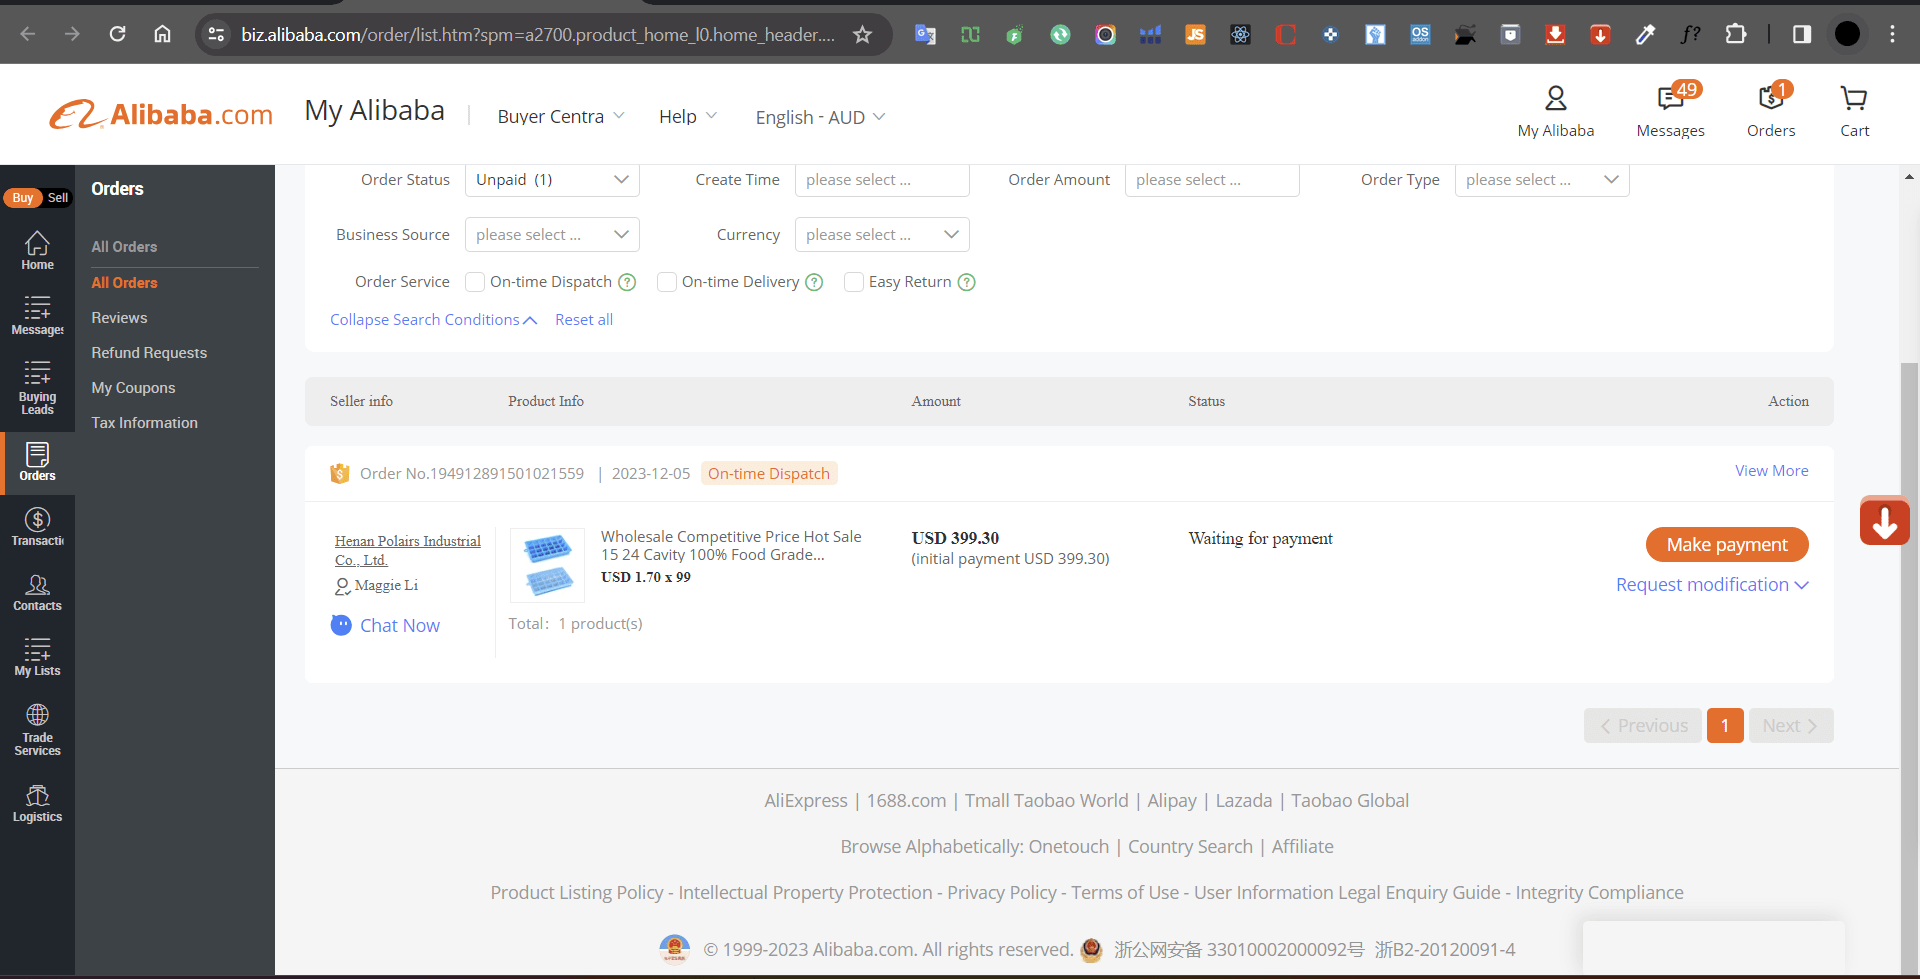 biz.alibaba.com/order/list.htm?spm=a2700.product_home_l0.home_header....
Alibaba.com
My Alibaba
Buyer Centra
Help
English - AUD
My Alibaba
49
Messages
1
Orders
Cart
Buy
Sell
Home
Messages
Buying
Leads
Orders
Transactio
Contacts
My Lists
Trade
Services
Logistics
Orders
All Orders
All Orders
Reviews
Refund Requests
My Coupons
Tax Information
Order Status
Unpaid (1)
Create Time
please select ...
Order Amount
please select ...
Order Type
please select ...
Business Source
please select ...
Currency
please select ...
Order Service
On-time Dispatch ?
On-time Delivery ?
Easy Return ?
Collapse Search Conditions
Reset all
Seller info
Product Info
Amount
Status
Action
Order No.194912891501021559 | 2023-12-05
On-time Dispatch
View More
Henan Polairs Industrial
Co., Ltd.
Maggie Li
Chat Now
Wholesale Competitive Price Hot Sale
15 24 Cavity 100% Food Grade...
USD 1.70 x 99
Total: 1 product(s)
USD 399.30
(initial payment USD 399.30)
Waiting for payment
Make payment
Request modification
Previous
1
Next
AliExpress | 1688.com | Tmall Taobao World | Alipay | Lazada | Taobao Global
Browse Alphabetically: Onetouch | Country Search | Affiliate
Product Listing Policy - Intellectual Property Protection - Privacy Policy - Terms of Use - User Information Legal Enquiry Guide - Integrity Compliance
© 1999-2023 Alibaba.com. All rights reserved. 浙公网安备 33010002000092号 浙B2-20120091-4